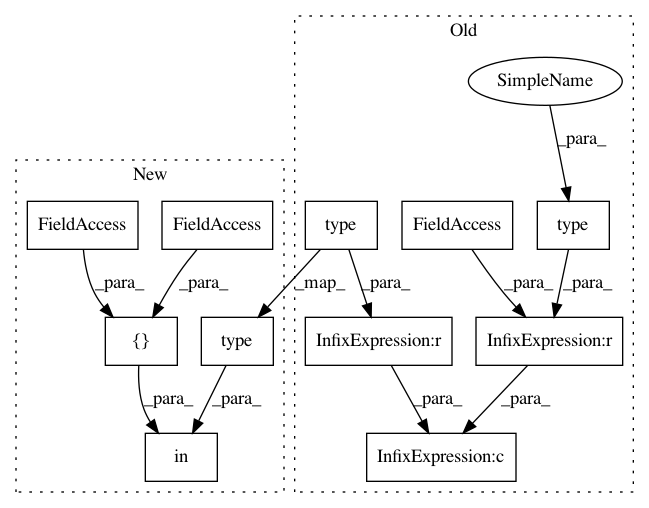 Old
SimpleName
_para_
New
FieldAccess
FieldAccess
type
FieldAccess
type
_para_
_para_
_map_
_para_
_para_
_para_
{}
type
InfixExpression:r
InfixExpression:r
_para_
_para_
_para_
_para_
in
InfixExpression:c